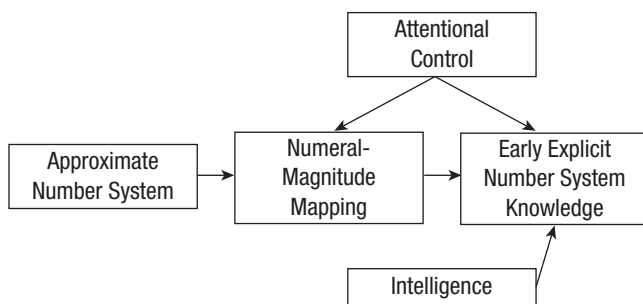 Attentional
Control
Approximate
Number System
Numeral-
Magnitude
Mapping
Early Explicit
Number System
Knowledge
Intelligence